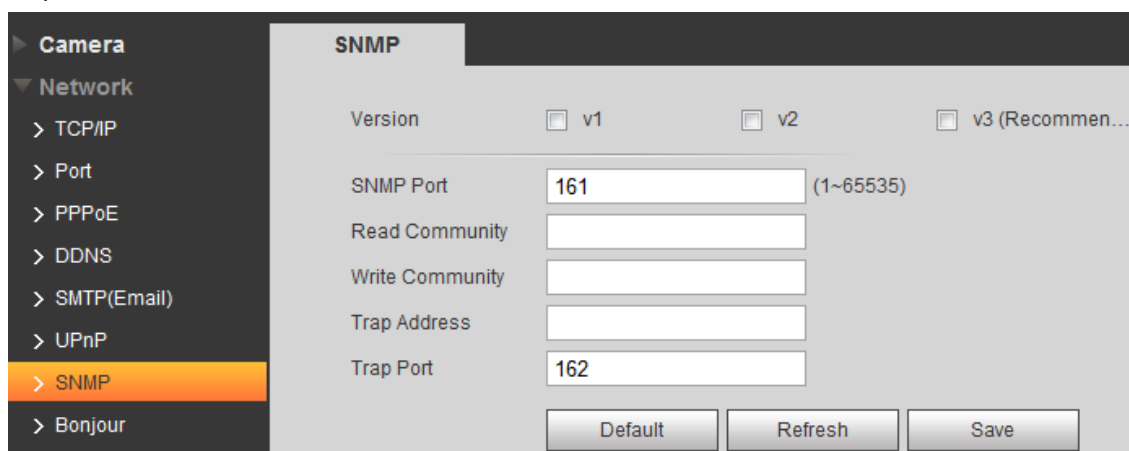 Camera
Network
TCP/IP
Port
PPPoE
DDNS
SMTP(Email)
UPnP
SNMP
Bonjour
SNMP
Version v1 v2 v3 (Recommen...
SNMP Port 161 (1~65535)
Read Community
Write Community
Trap Address
Trap Port 162
Default Refresh Save